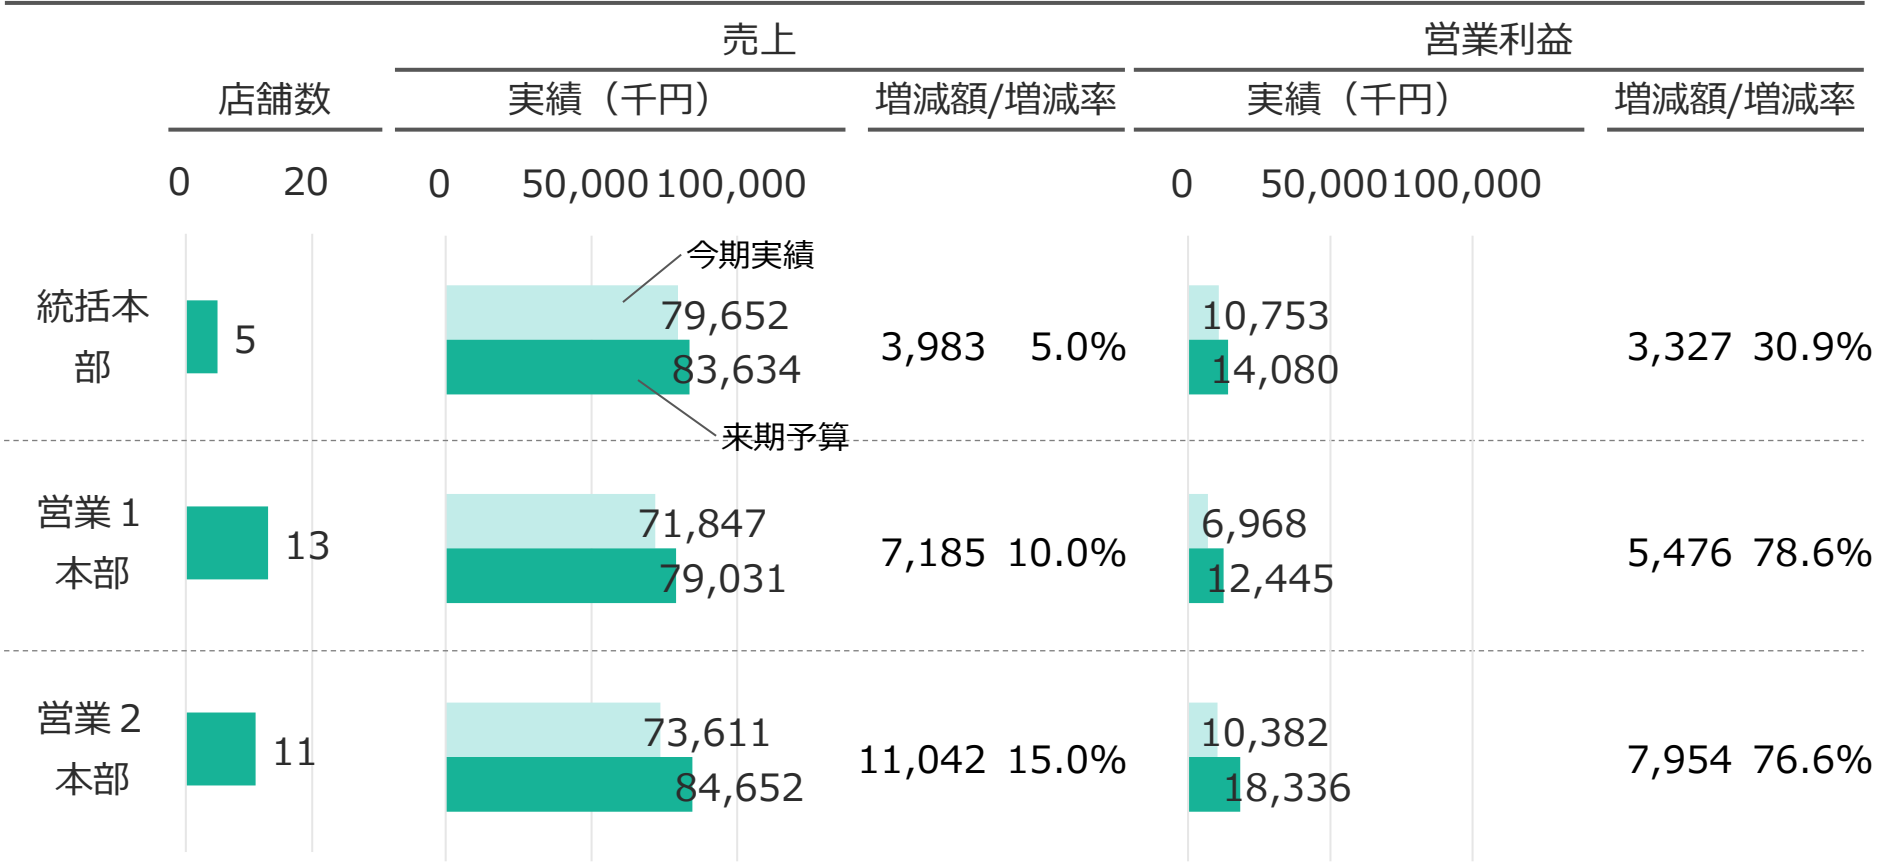 売上
営業利益
店舗数
実績（千円）
増減額/増減率
実績（千円）
増減額/増減率
0 20
0 50,000 100,000
0 50,000 100,000
今期実績
統括本
部
5
79,652
83,634
3,983 5.0%
10,753
14,080
3,327 30.9%
来期予算
営業１
本部
13
71,847
79,031
7,185 10.0%
6,968
12,445
5,476 78.6%
営業２
本部
11
73,611
84,652
11,042 15.0%
10,382
18,336
7,954 76.6%